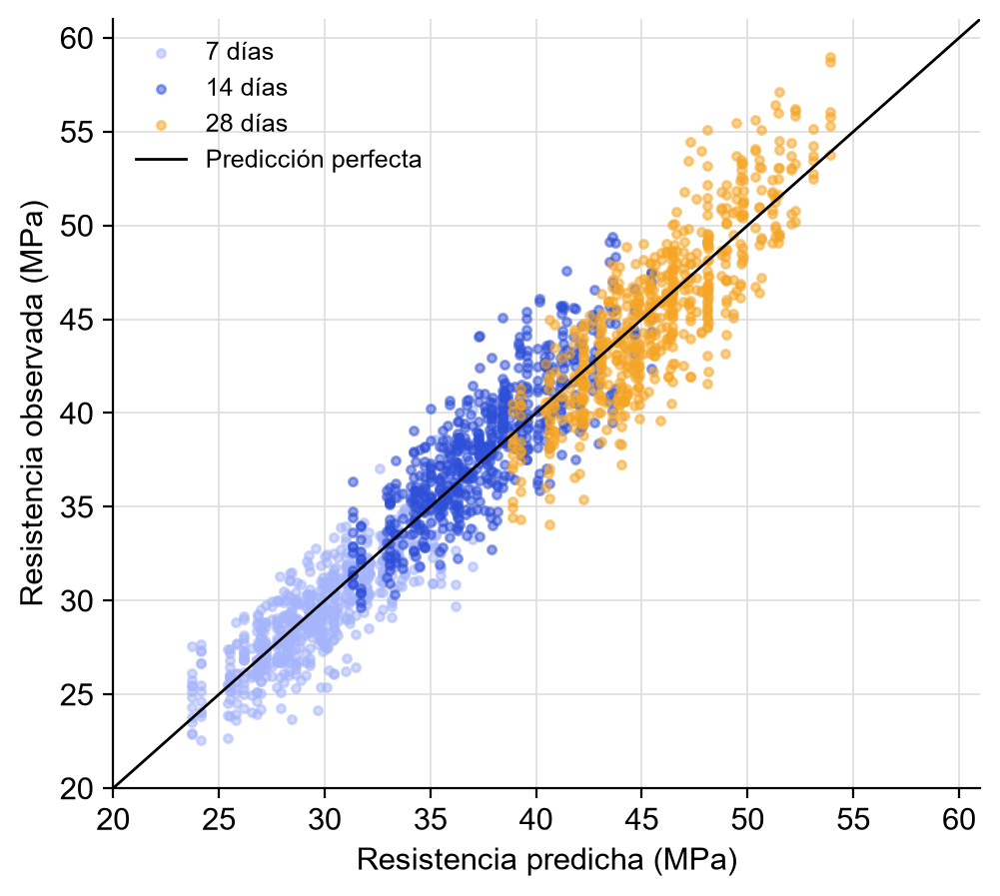 7 días
14 días
28 días
Predicción perfecta
Resistencia observada (MPa)
60
55
50
45
40
35
30
25
20
20 25 30 35 40 45 50 55 60
Resistencia predicha (MPa)